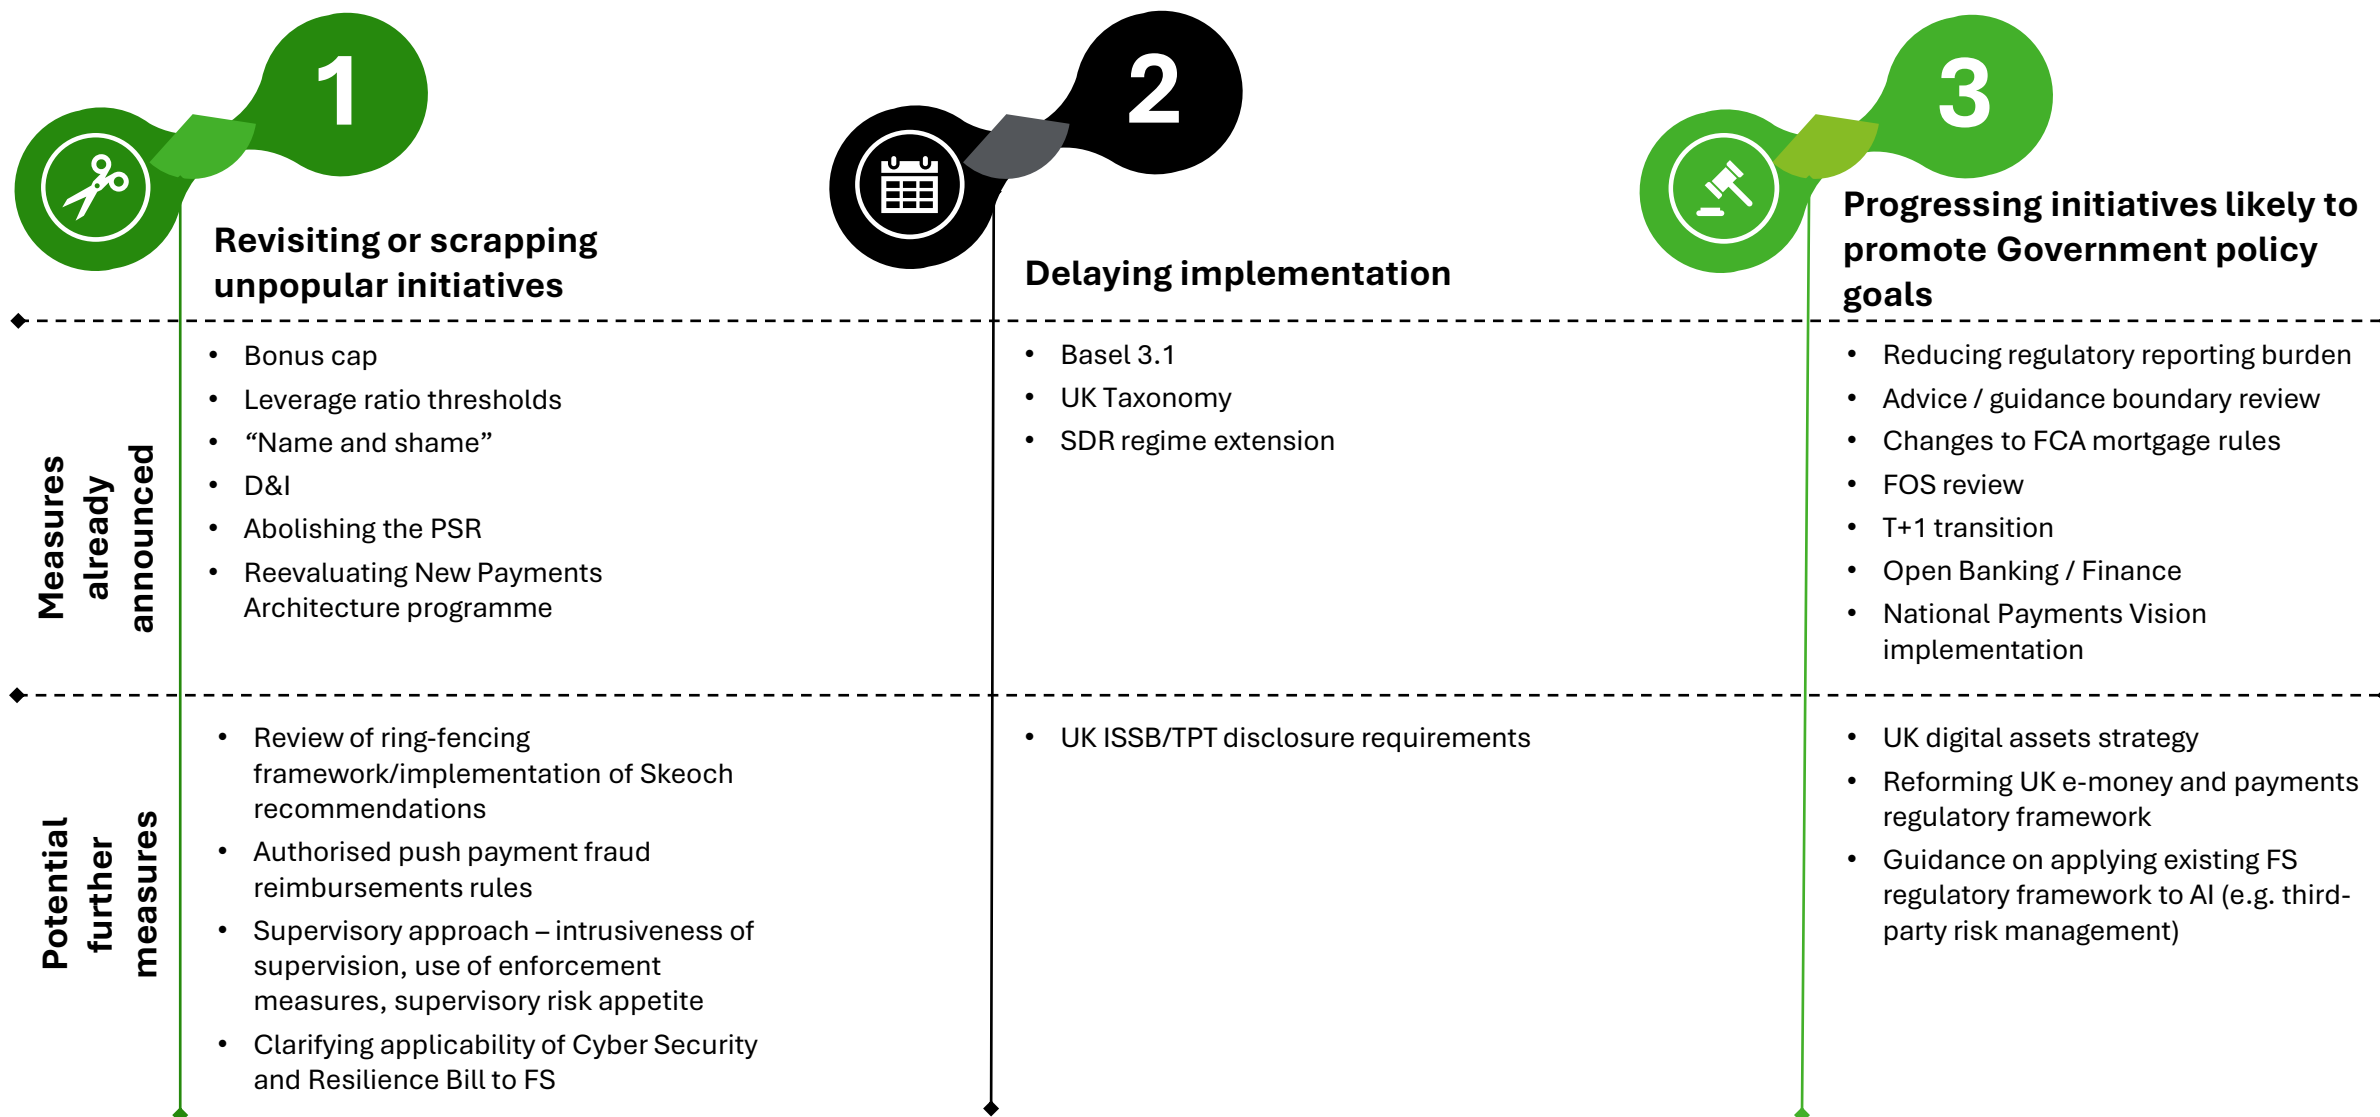 1
Revisiting or scrapping
unpopular initiatives
2
Delaying implementation
3
Progressing initiatives likely to
promote Government policy
goals
Measures
already
announced
• Bonus cap
• Leverage ratio thresholds
• “Name and shame”
• D&I
• Abolishing the PSR
• Reevaluating New Payments
Architecture programme
• Basel 3.1
• UK Taxonomy
• SDR regime extension
• Reducing regulatory reporting burden
• Advice / guidance boundary review
• Changes to FCA mortgage rules
• FOS review
• T+1 transition
• Open Banking / Finance
• National Payments Vision
implementation
Potential
further
measures
• Review of ring-fencing
framework/implementation of Skeoch
recommendations
• Authorised push payment fraud
reimbursements rules
• Supervisory approach – intrusiveness of
supervision, use of enforcement
measures, supervisory risk appetite
• Clarifying applicability of Cyber Security
and Resilience Bill to FS
• UK ISSB/TPT disclosure requirements
• UK digital assets strategy
• Reforming UK e-money and payments
regulatory framework
• Guidance on applying existing FS
regulatory framework to AI (e.g. third-
party risk management)